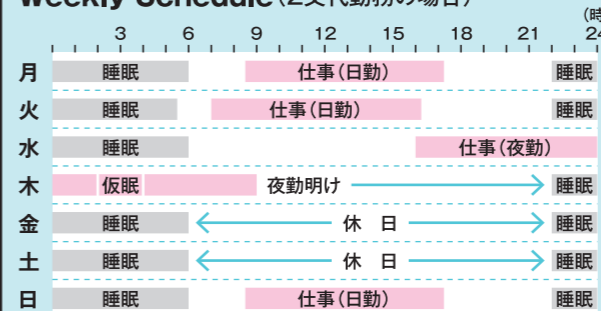 Weekly Schedule(2交代勤務の場合)
(時
3 6 9 12 15 18 21 24
月 睡眠 仕事(日勤) 睡眠
火 睡眠 仕事(日勤) 睡眠
水 睡眠 仕事(夜勤)
木 仮眠 夜勤明け 睡眠
金 睡眠 休 日 睡眠
土 睡眠 休 日 睡眠
日 睡眠 仕事(日勤) 睡眠